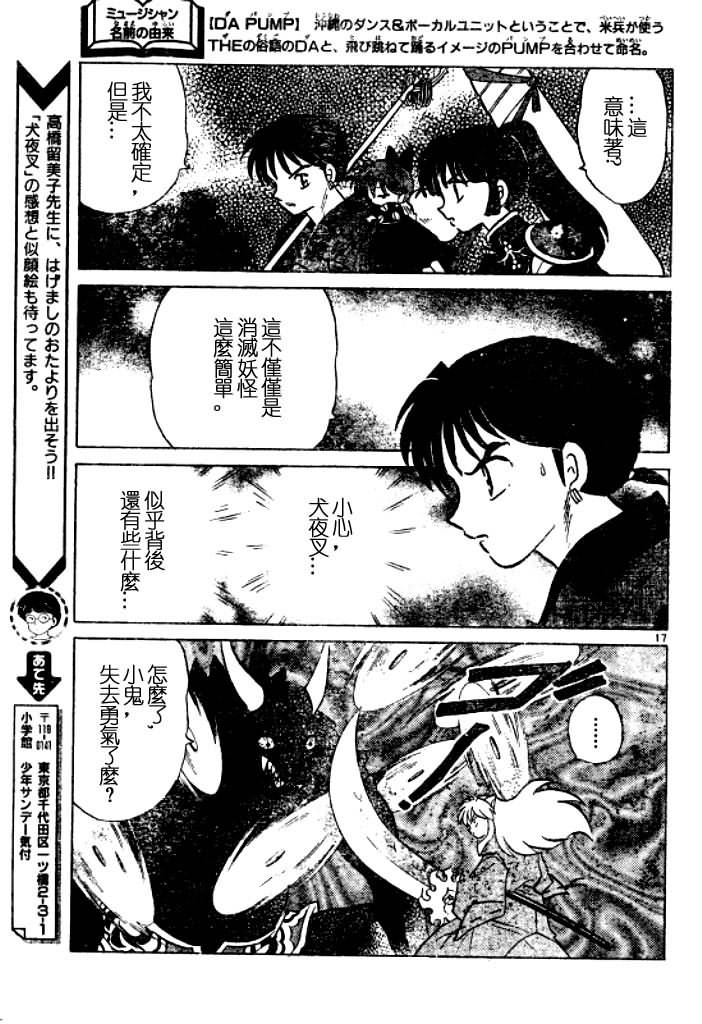 ミュージシャン
名前の由来
【DA PUMP】 沖縄のダンス&ボーカルユニットということで、米兵が使う
THEの俗語のDAと、飛び跳ねて踊るイメージのPUMPを合わせて命名。
…這
意味著?
我不太確定，
但是…
這不僅僅是
消滅妖怪
這麼簡單。
小心，
犬夜叉…
似乎背後
還有些什麼…
17
……
怎麼了，
小鬼，
失去勇氣了麼？
高橋留美子先生に、はげましのおたよりを出そう!!
「犬夜叉」の感想と似顔絵も待ってます。
あて先
〒119-0141 東京都千代田区一ツ橋2-3-1
小学館 少年サンデー気付